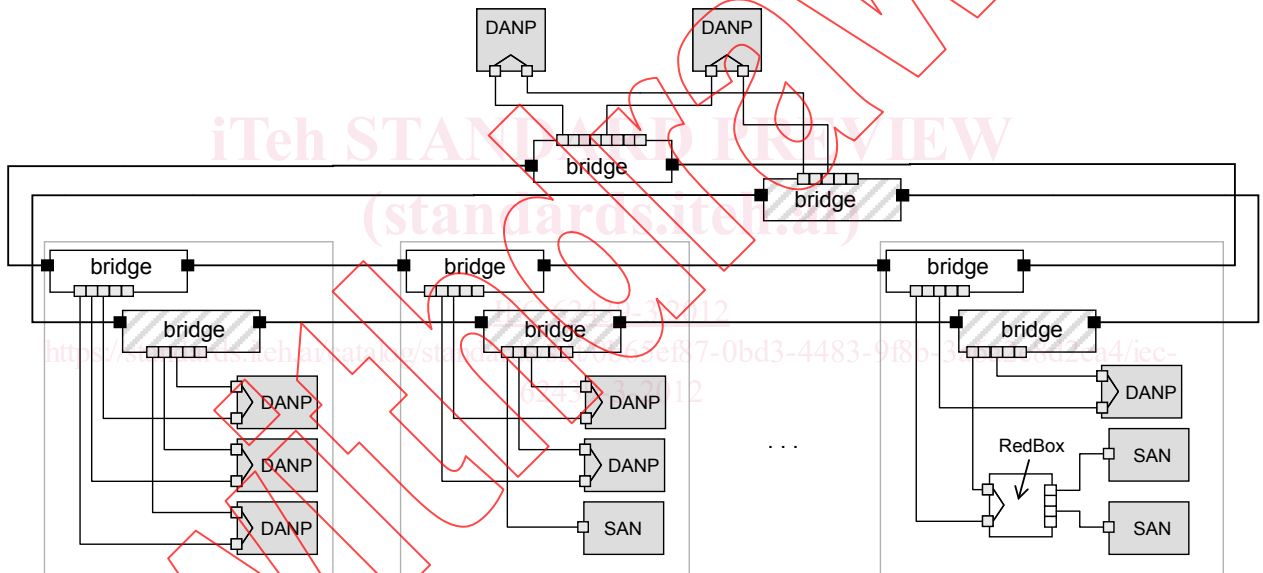 DANP
DANP
iTeh STANDARD PREVIEW
bridge
bridge
(standards.iteh.ai)
bridge
bridge
bridge
bridge
bridge
bridge
DANP
DANP
DANP
DANP
DANP
SAN
. . .
DANP
RedBox
SAN
SAN